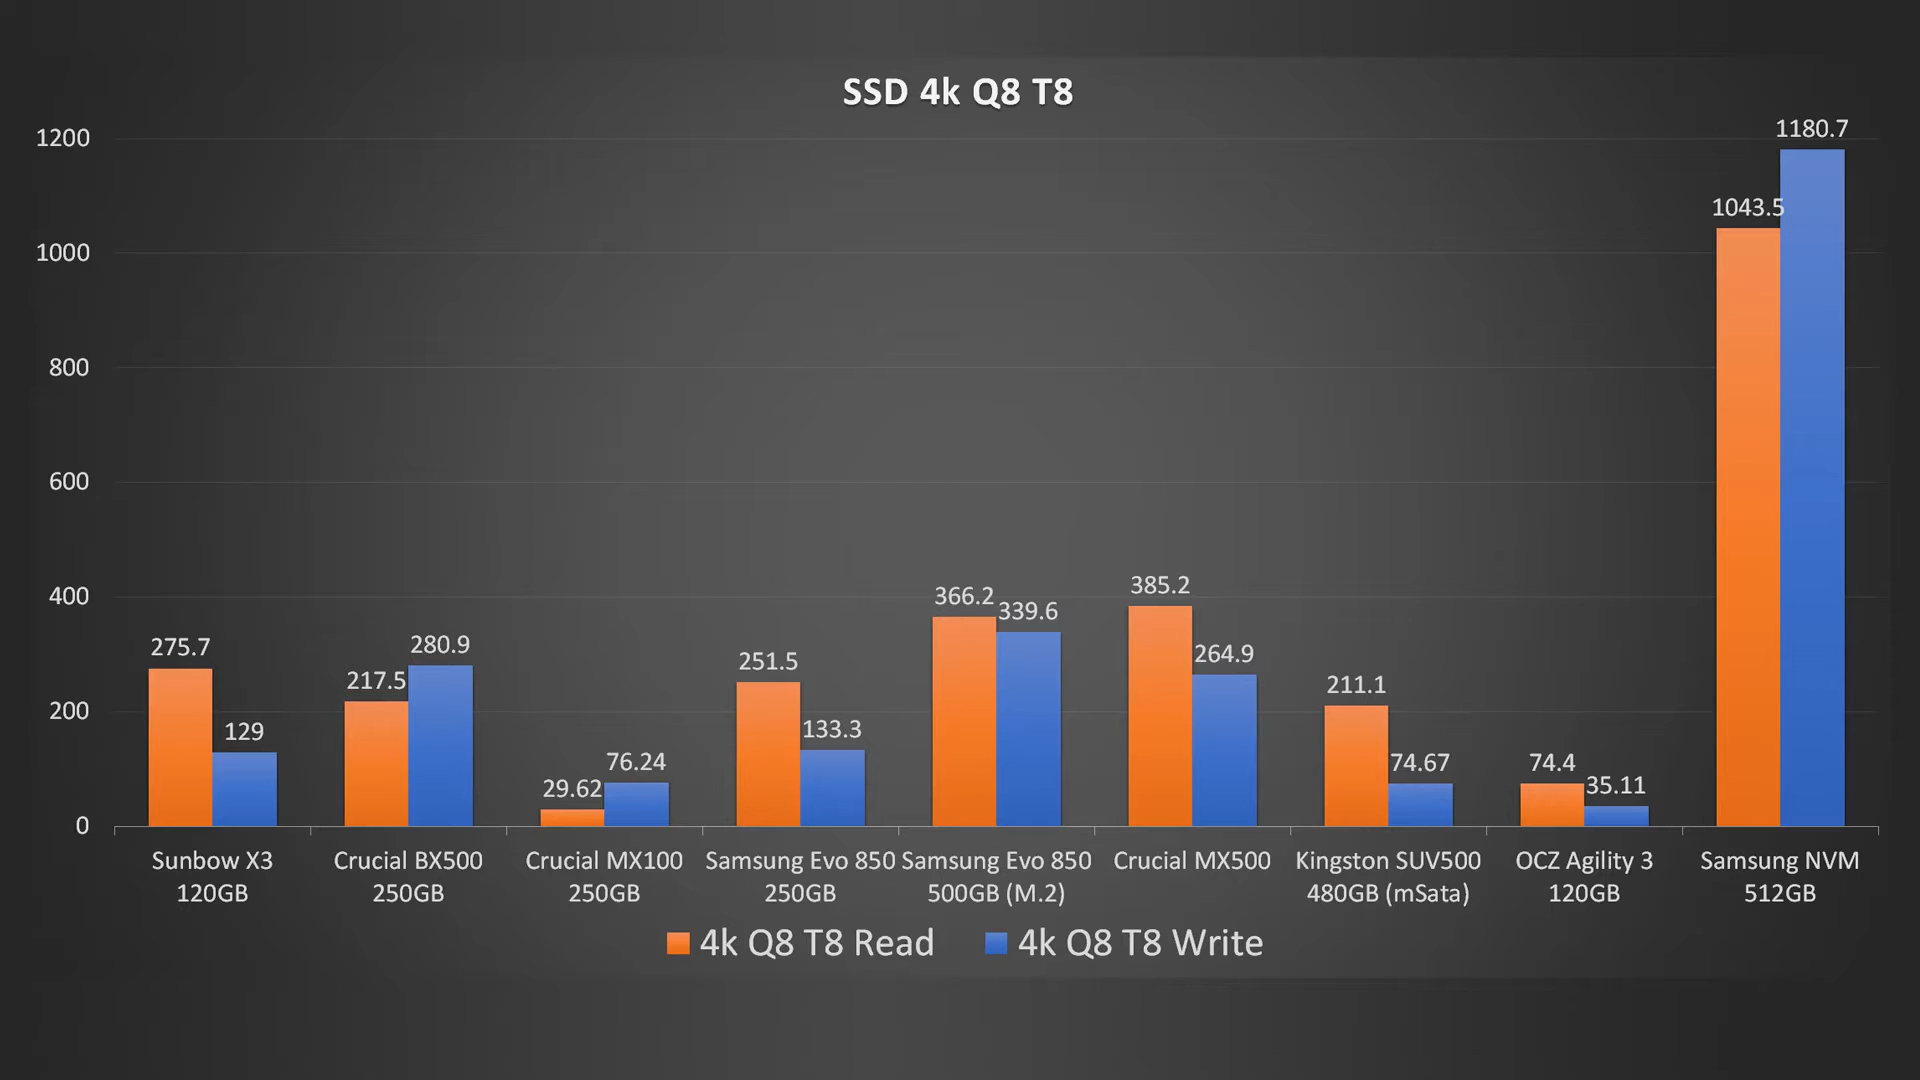 SSD 4k Q8 T8
1200
1000
800
600
400
200
0
275.7
129
217.5
280.9
29.62
76.24
251.5
133.3
366.2
339.6
385.2
264.9
211.1
74.67
74.4
35.11
1043.5
1180.7
Sunbow X3
120GB
Crucial BX500
250GB
Crucial MX100
250GB
Samsung Evo 850
250GB
Samsung Evo 850
500GB (M.2)
Crucial MX500
Kingston SUV500
480GB (mSata)
OCZ Agility 3
120GB
Samsung NVM
512GB
4k Q8 T8 Read
4k Q8 T8 Write